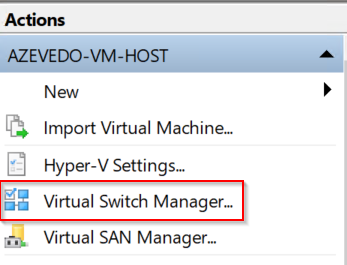 Actions
AZEVEDO-VM-HOST
New
Import Virtual Machine...
Hyper-V Settings...
Virtual Switch Manager...
Virtual SAN Manager...